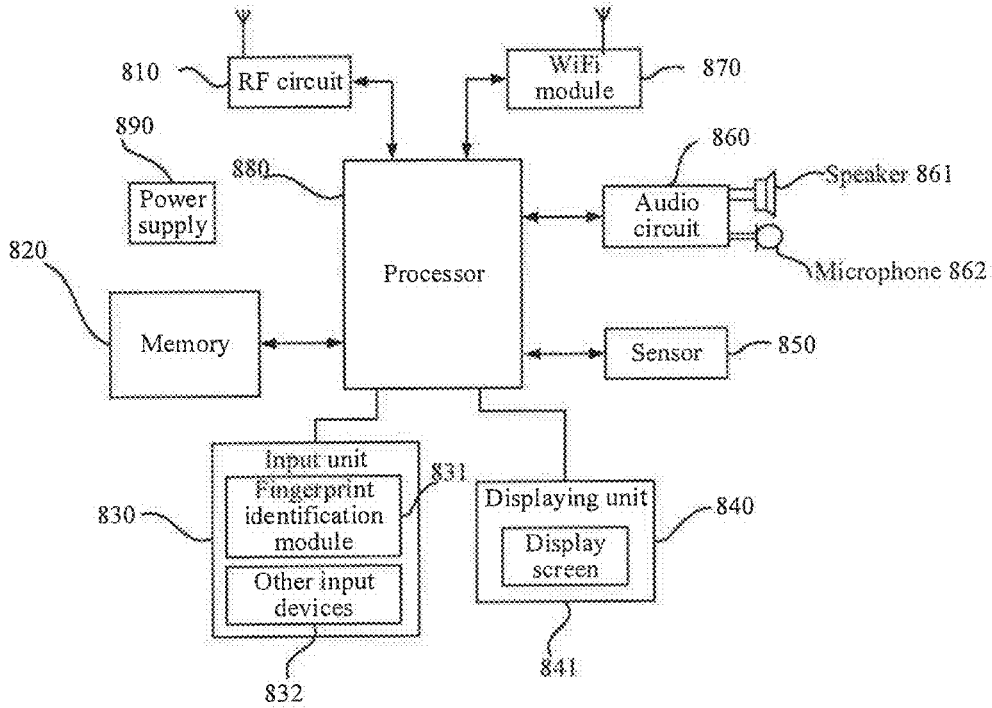 810
RF circuit
WiFi
module
870
890
Power
supply
880
860
Audio
circuit
Speaker 861
Microphone 862
820
Memory
Processor
Sensor
850
Input unit
831
Fingerprint
identification
module
830
Other input
devices
832
Displaying unit
840
Display
screen
841